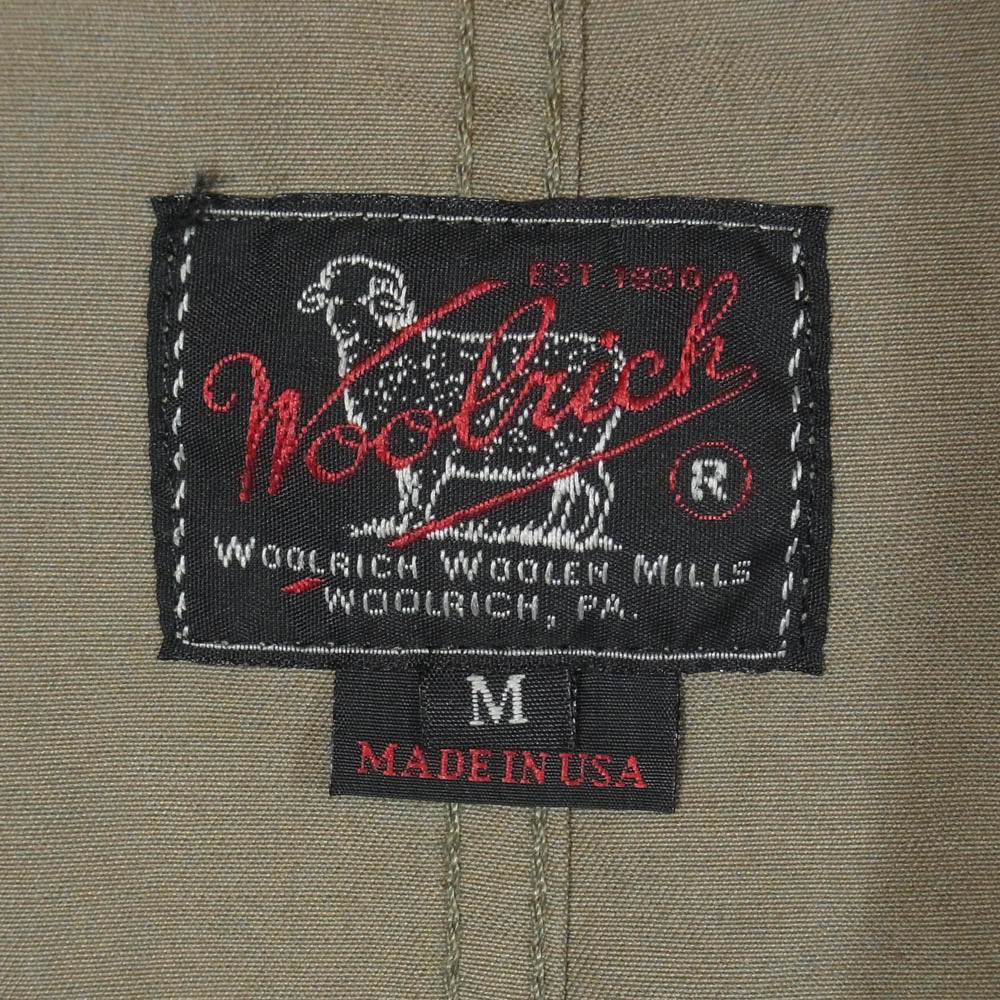 EST. 1830
Woolrich
R
WOOLRICH WOOLEN MILLS
WOOLRICH, PA.
M
MADE IN USA